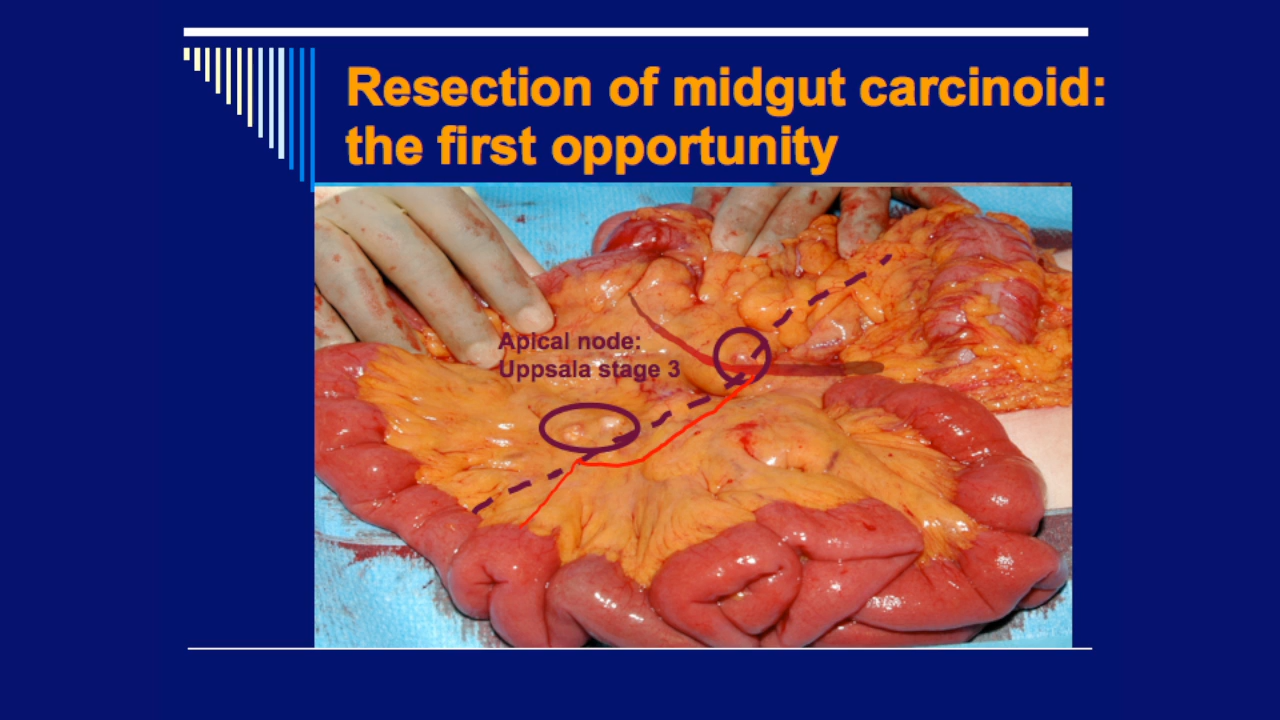 Resection of midgut carcinoid:
the first opportunity
Apical node:
Uppsala stage 3